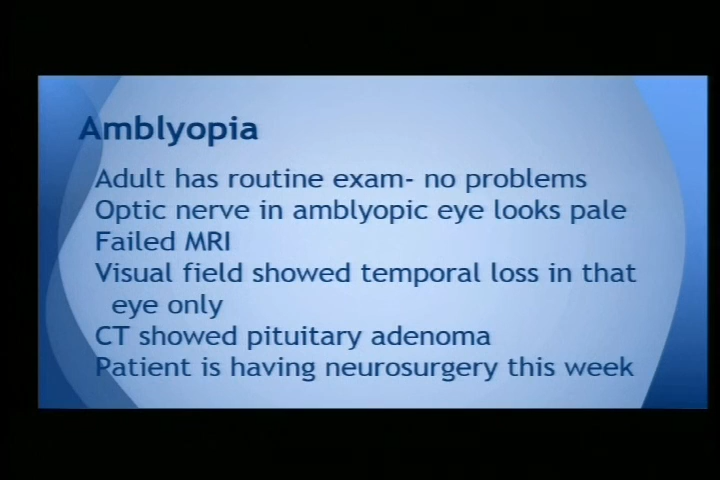 Amblyopia
Adult has routine exam- no problems
Optic nerve in amblyopic eye looks pale
Failed MRI
Visual field showed temporal loss in that
eye only
CT showed pituitary adenoma
Patient is having neurosurgery this week